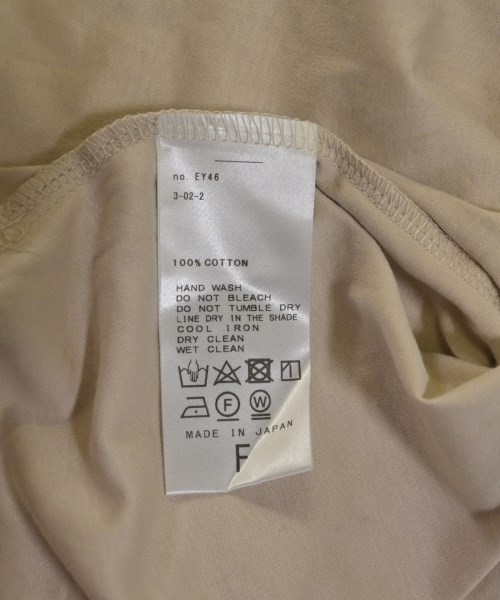 no. EY46
3-02-2
100% COTTON
HAND WASH
DO NOT BLEACH
DO NOT TUMBLE DRY
LINE DRY IN THE SHADE
COOL IRON
DRY CLEAN
WET CLEAN
F W
MADE IN JAPAN
F